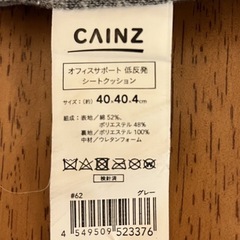 CAINZ
オフィスサポート 低反発
シートクッション
サイズ:(約) 40.40.4cm
組成:表地/綿 52%、
ポリエステル 48%
裏地/ポリエステル 100%
中材/ウレタンフォーム
検針済
#62 グレー
4 549509 523376